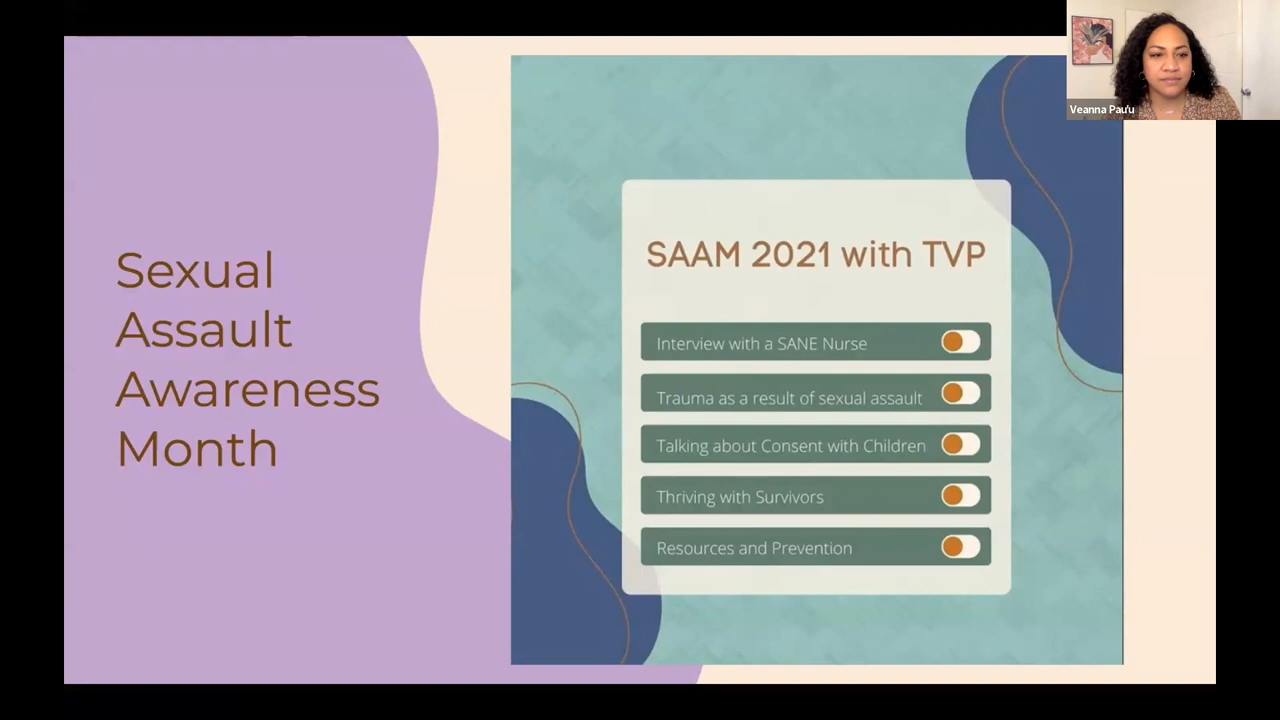 Sexual
Assault
Awareness
Month
SAAM 2021 with TVP
Interview with a SANE Nurse
Trauma as a result of sexual assault
Talking about Consent with Children
Thriving with Survivors
Resources and Prevention
Veanna Pau'u